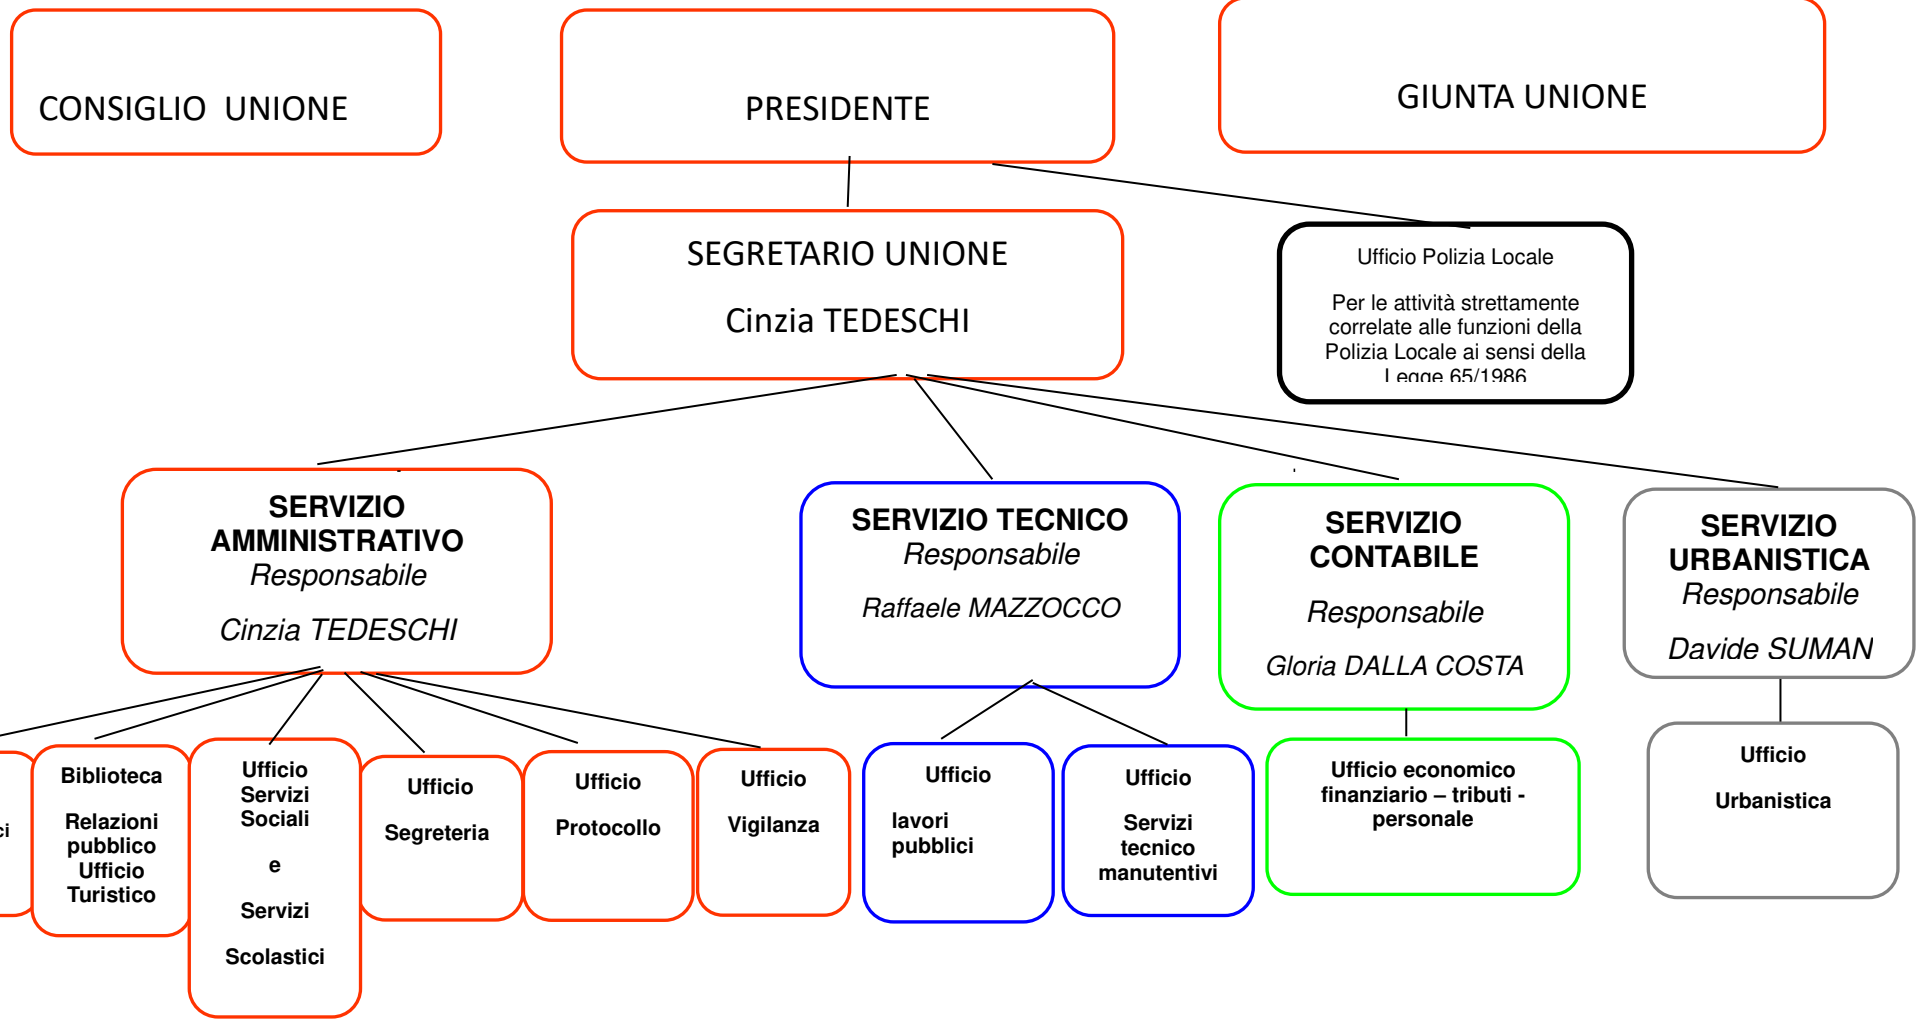 CONSIGLIO UNIONE
PRESIDENTE
GIUNTA UNIONE
SEGRETARIO UNIONE
Cinzia TEDESCHI
Ufficio Polizia Locale
Per le attività strettamente
correlate alle funzioni della
Polizia Locale ai sensi della
Legge 65/1986
SERVIZIO
AMMINISTRATIVO
Responsabile
Cinzia TEDESCHI
SERVIZIO TECNICO
Responsabile
Raffaele MAZZOCCO
SERVIZIO
CONTABILE
Responsabile
Gloria DALLA COSTA
SERVIZIO
URBANISTICA
Responsabile
Davide SUMAN
ci
Biblioteca
Relazioni
pubblico
Ufficio
Turistico
Ufficio
Servizi
Sociali
e
Servizi
Scolastici
Ufficio
Segreteria
Ufficio
Protocollo
Ufficio
Vigilanza
Ufficio
lavori
pubblici
Ufficio
Servizi
tecnico
manutentivi
Ufficio economico
finanziario – tributi -
personale
Ufficio
Urbanistica